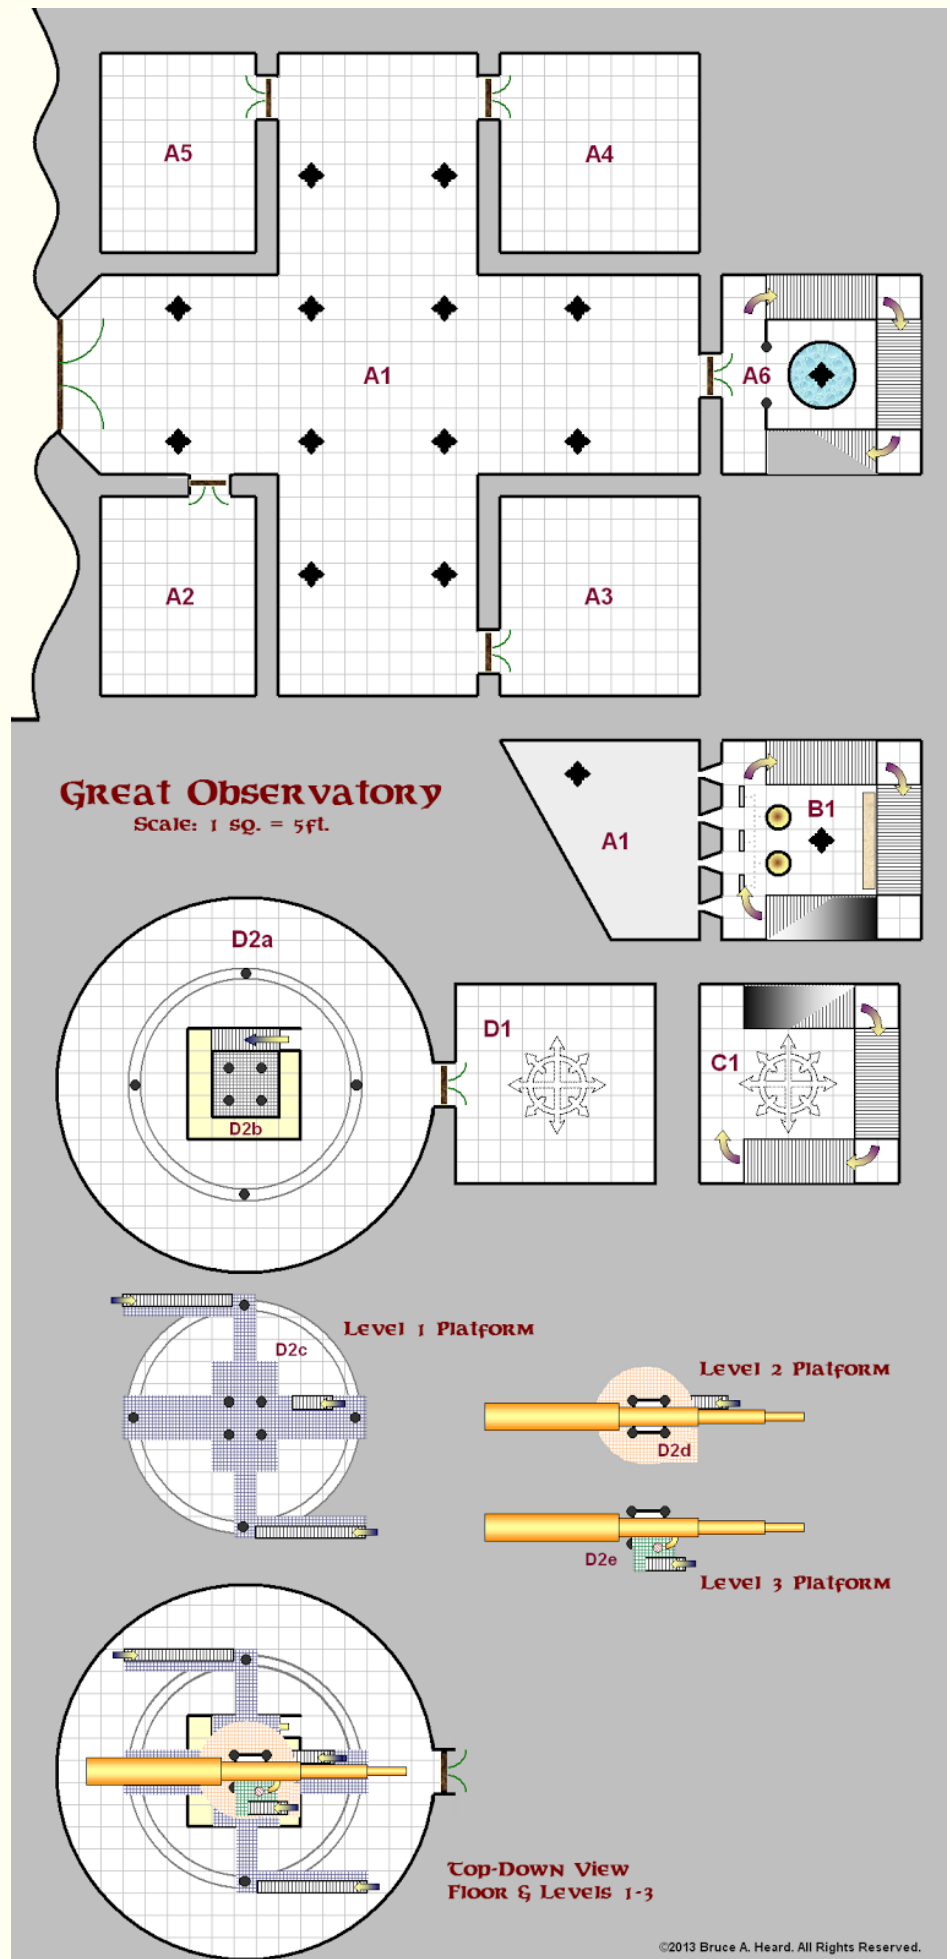 A5
A4
A1
A6
A2
A3
Great Observatory
Scale: 1 sq. = 5ft.
B1
A1
D2a
D1
C1
D2b
Level 1 Platform
D2c
Level 2 Platform
D2d
D2e
Level 3 Platform
Top-Down View
Floor & Levels 1-3
©2013 Bruce A. Heard. All Rights Reserved.